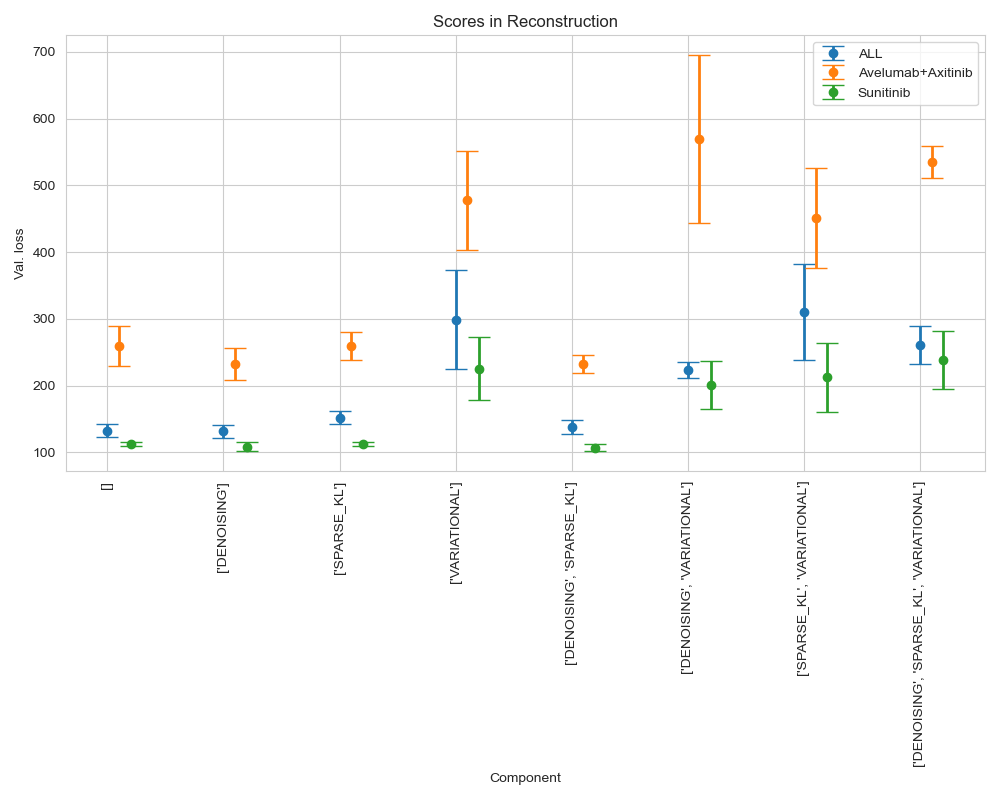 Scores in Reconstruction
ALL
Avelumab+Axitinib
Sunitinib
Val. loss
700
600
500
400
300
200
100
[]
['DENOISING']
['SPARSE_KL']
['VARIATIONAL']
['DENOISING', 'SPARSE_KL']
['DENOISING', 'VARIATIONAL']
['SPARSE_KL', 'VARIATIONAL']
['DENOISING', 'SPARSE_KL', 'VARIATIONAL']
Component